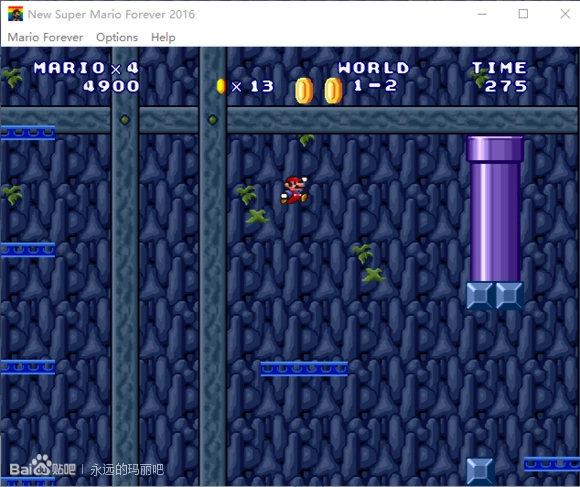 New Super Mario Forever 2016
Mario Forever Options Help
MARIO×4 WORLD TIME
4900 ×13 1-2 275
Bai du 贴吧 | 永远的玛丽吧